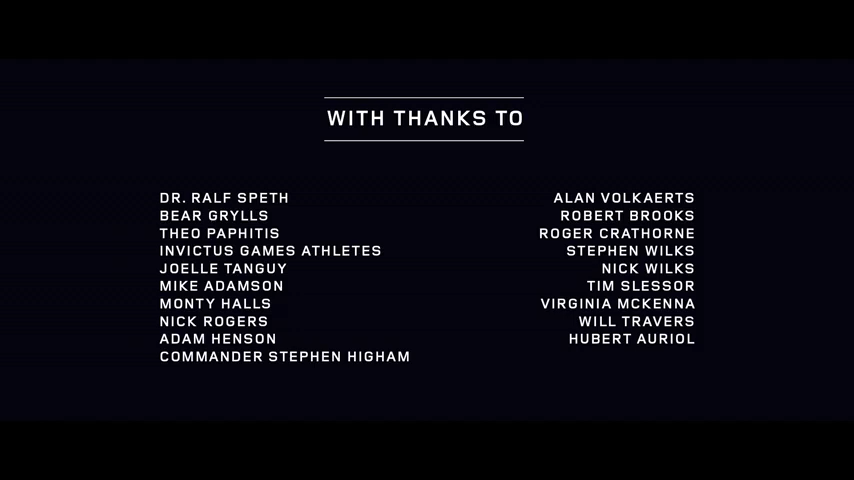 WITH THANKS TO
DR. RALF SPETH
BEAR GRYLLS
THEO PAPHITIS
INVICTUS GAMES ATHLETES
JOELLE TANGUY
MIKE ADAMSON
MONTY HALLS
NICK ROGERS
ADAM HENSON
COMMANDER STEPHEN HIGHAM
ALAN VOLKAERTS
ROBERT BROOKS
ROGER CRATHORNE
STEPHEN WILKS
NICK WILKS
TIM SLESSOR
VIRGINIA MCKENNA
WILL TRAVERS
HUBERT AURIOL